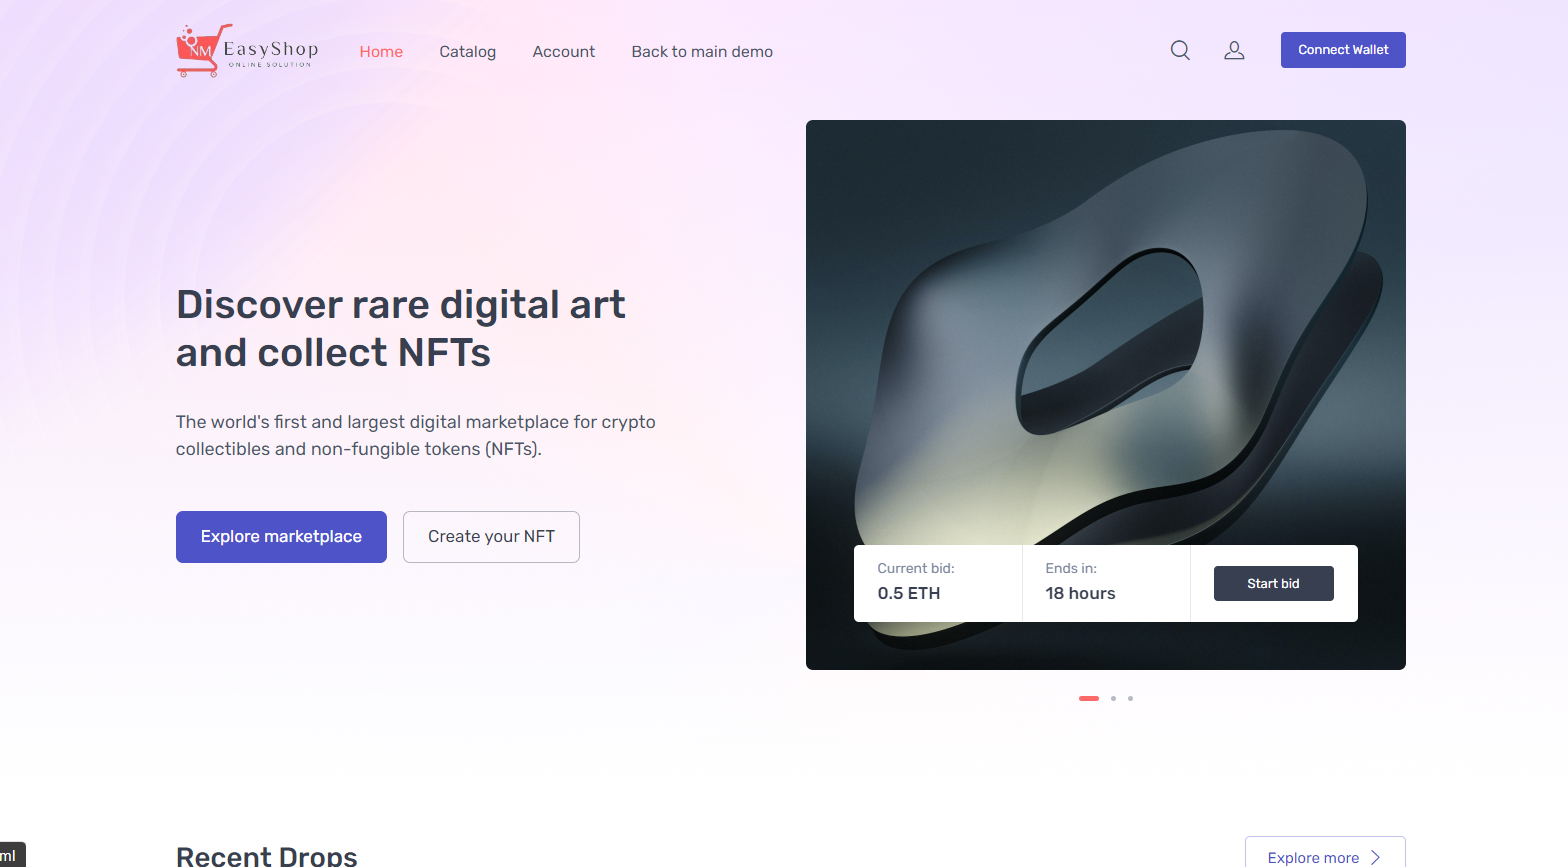 NM EasyShop
ONLINE SOLUTION
Home Catalog Account Back to main demo
Connect Wallet
Discover rare digital art
and collect NFTs
The world's first and largest digital marketplace for crypto
collectibles and non-fungible tokens (NFTs).
Explore marketplace Create your NFT
Current bid: Ends in:
0.5 ETH 18 hours
Start bid
Recent Drops
Explore more
ml